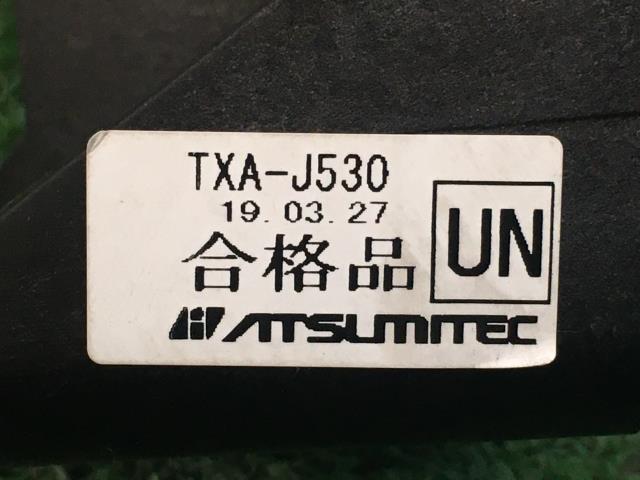 TXA-J530
19.03.27
合格品
UN
ATSUMITEC